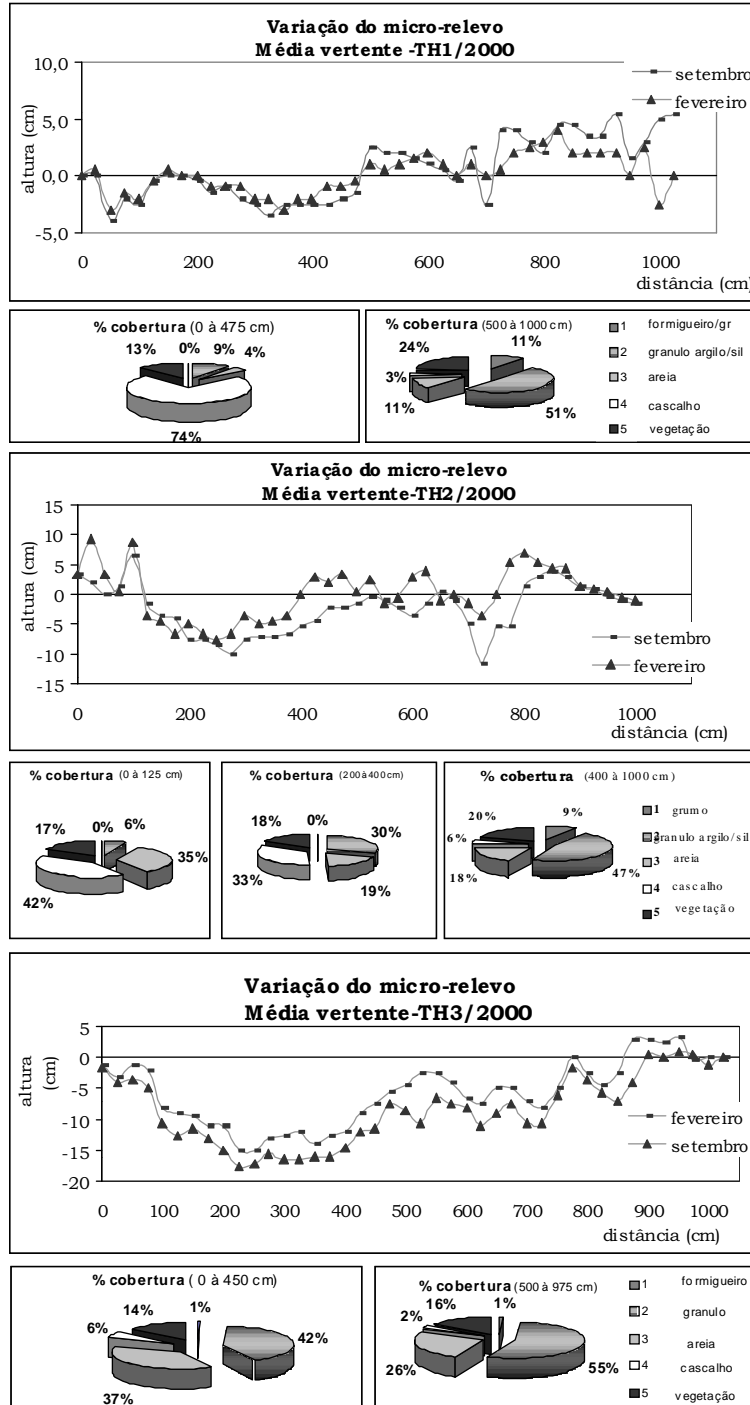 Variação do micro-relevo
Média vertente -TH1/2000
10,0
5,0
0,0
-5,0
altura (cm)
setembro
fevereiro
0 200 400 600 800 1000
distância (cm)
% cobertura (0 à 475 cm)
13% 0% 9% 4%
74%
% cobertura (500 à 1000 cm)
24% 11%
3%
11% 51%
1 formigueiro/gr
2 granulo argilo/sil
3 areia
4 cascalho
5 vegetação
Variação do micro-relevo
Média vertente-TH2/2000
15
10
5
0
-5
-10
-15
altura (cm)
setembro
fevereiro
0 200 400 600 800 1000
distância (cm)
% cobertura (0 à 125 cm)
17% 0% 6%
35%
42%
% cobertura (200 à 400 cm)
18% 0%
30%
33% 19%
% cobertura (400 à 1000 cm)
20% 9%
6%
18% 47%
1 grumo
2 granulo argilo/sil
3 areia
4 cascalho
5 vegetação
Variação do micro-relevo
Média vertente-TH3/2000
5
0
-5
-10
-15
-20
altura
(cm)
fevereiro
setembro
0 100 200 300 400 500 600 700 800 900 1000
distância (cm)
% cobertura ( 0 à 450 cm)
14% 1%
6% 42%
37%
% cobertura (500 à 975 cm)
16% 1%
2%
26% 55%
1 formigueiro
2 granulo
3 areia
4 cascalho
5 vegetação